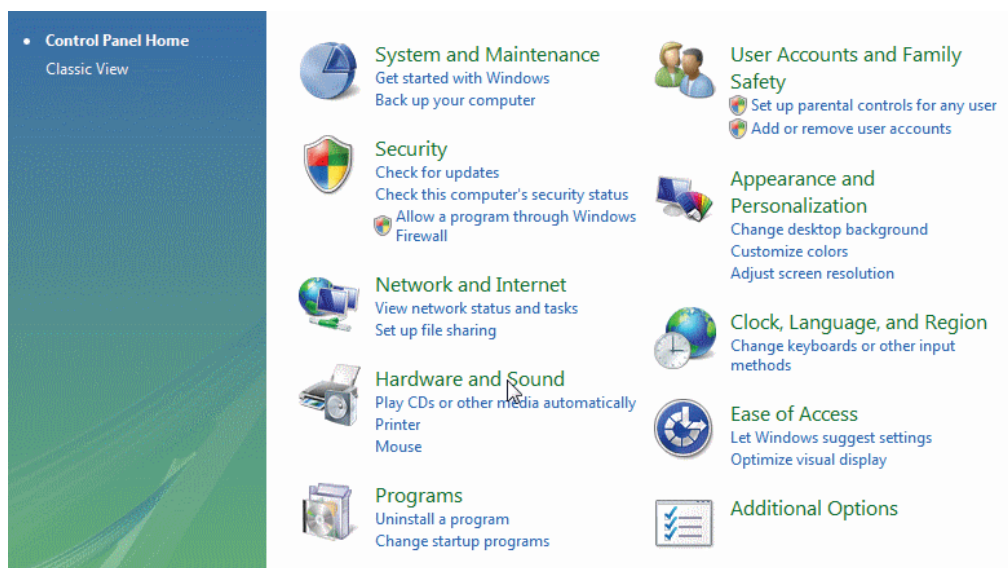 Control Panel Home
Classic View
System and Maintenance
Get started with Windows
Back up your computer
Security
Check for updates
Check this computer's security status
Allow a program through Windows
Firewall
Network and Internet
View network status and tasks
Set up file sharing
Hardware and Sound
Play CDs or other media automatically
Printer
Mouse
Programs
Uninstall a program
Change startup programs
User Accounts and Family
Safety
Set up parental controls for any user
Add or remove user accounts
Appearance and
Personalization
Change desktop background
Customize colors
Adjust screen resolution
Clock, Language, and Region
Change keyboards or other input
methods
Ease of Access
Let Windows suggest settings
Optimize visual display
Additional Options